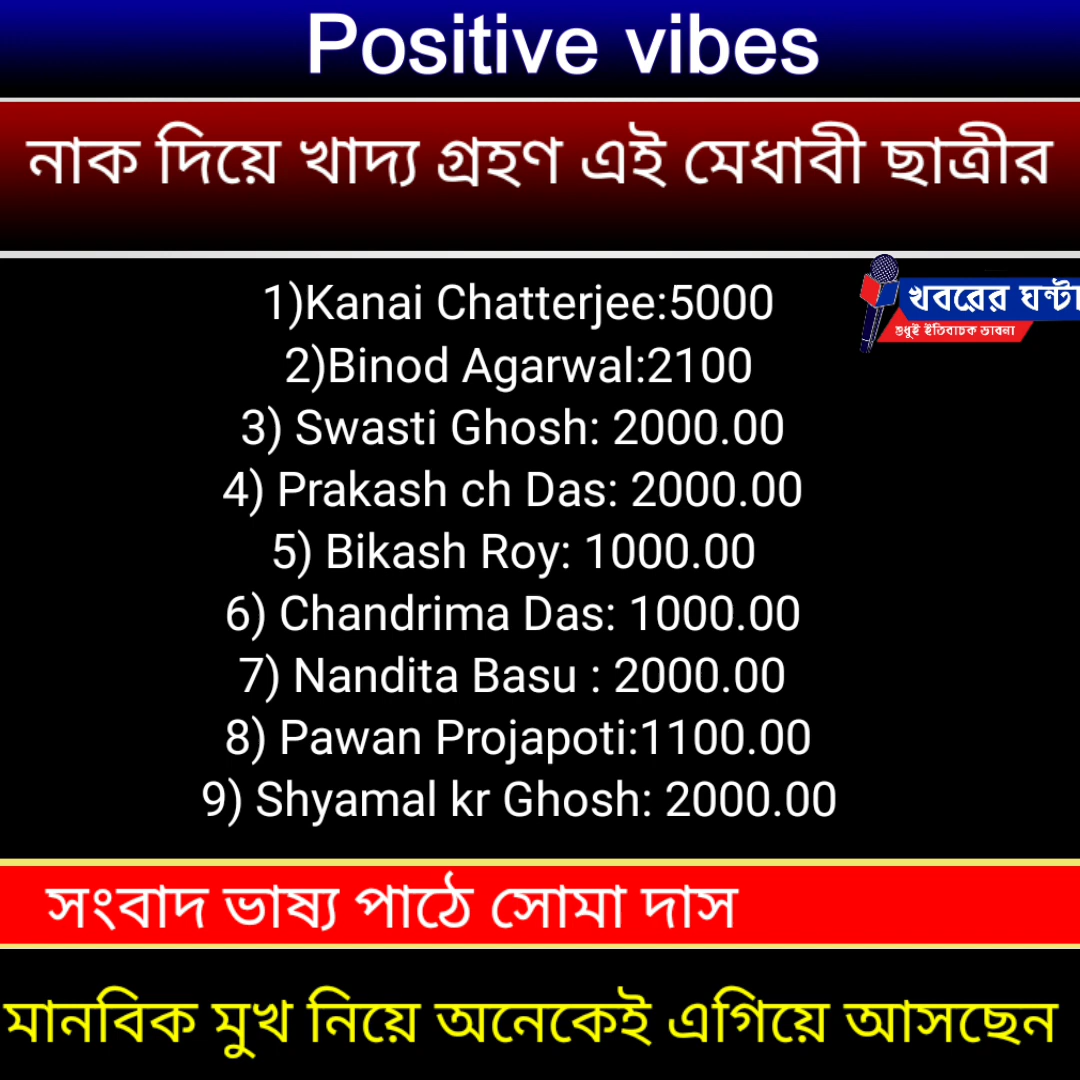 Positive vibes
নাক দিয়ে খাদ্য গ্রহণ এই মেধাবী ছাত্রীর
খবরের ঘন্টা
শুধুই ইতিবাচক ভাবনা
1)Kanai Chatterjee:5000
2)Binod Agarwal:2100
3) Swasti Ghosh: 2000.00
4) Prakash ch Das: 2000.00
5) Bikash Roy: 1000.00
6) Chandrima Das: 1000.00
7) Nandita Basu : 2000.00
8) Pawan Projapoti:1100.00
9) Shyamal kr Ghosh: 2000.00
সংবাদ ভাষ্য পাঠে সোমা দাস
মানবিক মুখ নিয়ে অনেকেই এগিয়ে আসছেন